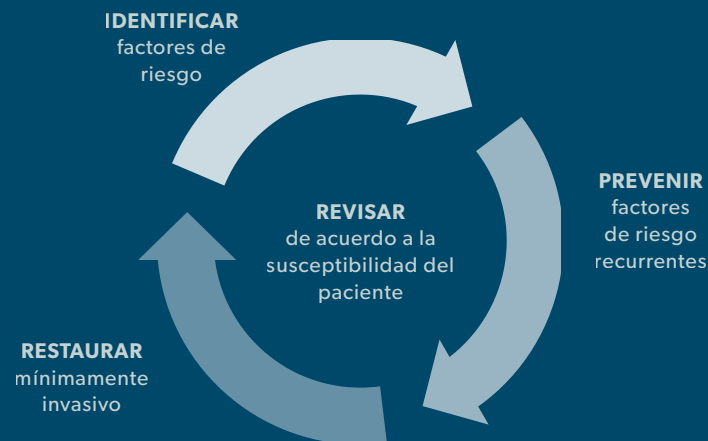 IDENTIFICAR
factores de
riesgo
PREVENIR
factores
de riesgo
recurrentes
REVISAR
de acuerdo a la
susceptibilidad del
paciente
RESTAURAR
mínimamente
invasivo